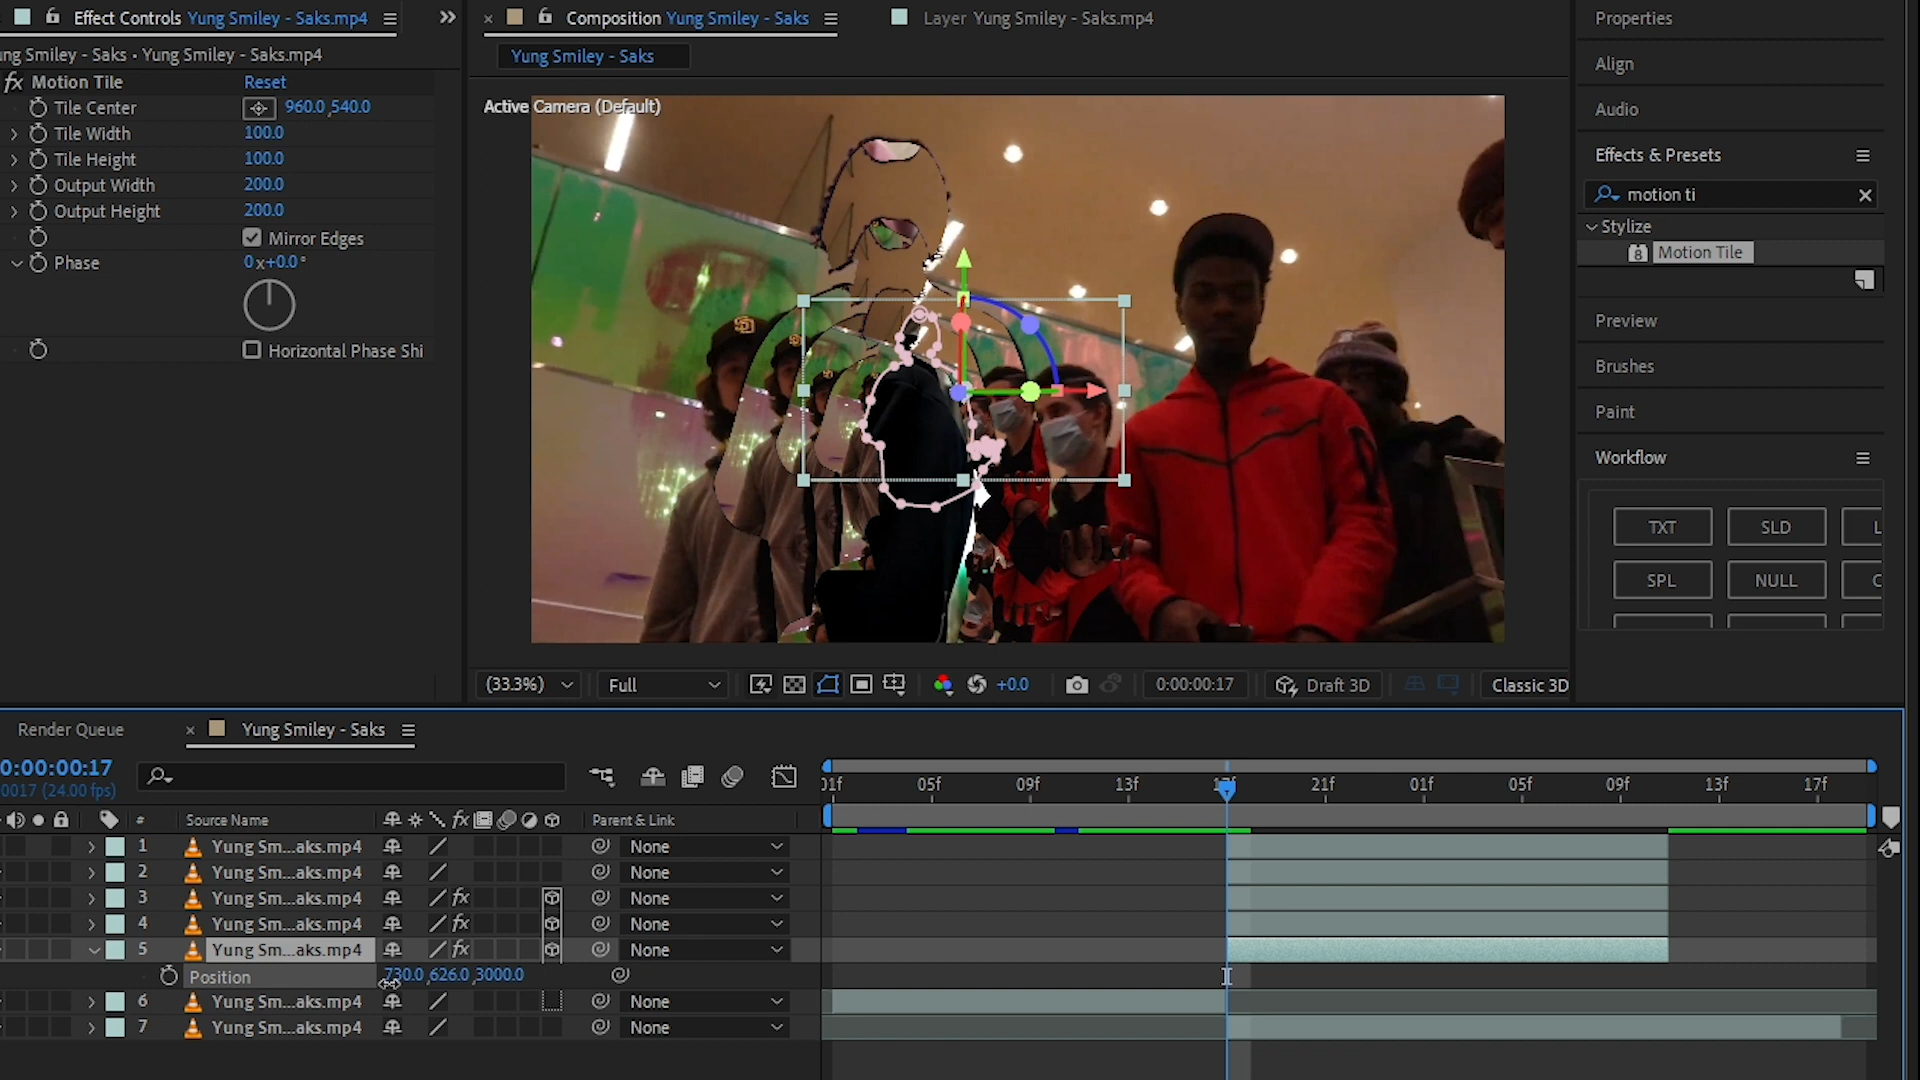 Effect Controls Yung Smiley - Saks.mp4
ung Smiley - Saks • Yung Smiley - Saks.mp4
fx Motion Tile Reset
Tile Center 960.0,540.0
Tile Width 100.0
Tile Height 100.0
Output Width 200.0
Output Height 200.0
Mirror Edges
Phase 0x+0.0°
Horizontal Phase Shi
Composition Yung Smiley - Saks
Layer Yung Smiley - Saks.mp4
Yung Smiley - Saks
Active Camera (Default)
(33.3%) Full +0.0 0:00:00:17 Draft 3D Classic 3D
Properties
Align
Audio
Effects & Presets
motion ti
Stylize
8 Motion Tile
Preview
Brushes
Paint
Workflow
TXT SLD L
SPL NULL C
Render Queue Yung Smiley - Saks
0:00:00:17
0017 (24.00 fps)
01f 05f 09f 13f 17f 21f 01f 05f 09f 13f 17f
# Source Name fx Parent & Link
1 Yung Sm...aks.mp4 None
2 Yung Sm...aks.mp4 None
3 Yung Sm...aks.mp4 fx None
4 Yung Sm...aks.mp4 fx None
5 Yung Sm...aks.mp4 fx None
Position 730.0,626.0,3000.0
6 Yung Sm...aks.mp4 None
7 Yung Sm...aks.mp4 None